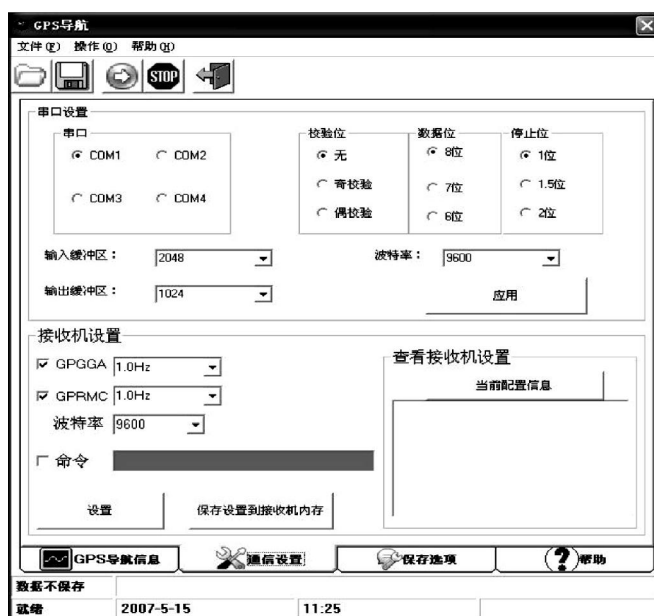 GPS导航
文件(F) 操作(O) 帮助(H)
STOP
串口设置
串口 校验位 数据位 停止位
COM1 COM2 无 8位 1位
奇校验 7位 1.5位
COM3 COM4 偶校验 6位 2位
输入缓冲区： 2048 波特率： 9600
输出缓冲区： 1024 应用
接收机设置
GPGGA 1.0Hz 查看接收机设置
当前配置信息
GPRMC 1.0Hz
波特率 9600
命令
设置 保存设置到接收机内存
GPS导航信息 通信设置 保存选项 ? 帮助
数据不保存
就绪 2007-5-15 11:25